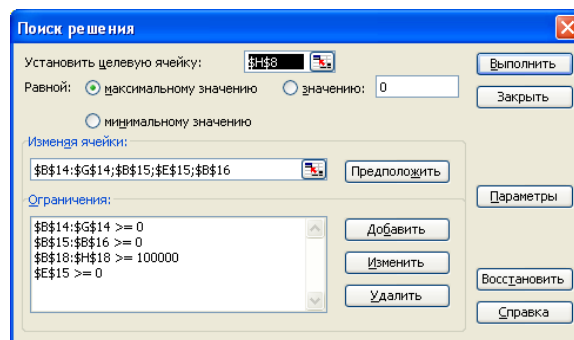 Поиск решения
Установить целевую ячейку: $H$8 Выполнить
Равной: максимальному значению значению: 0 Закрыть
минимальному значению
Изменяя ячейки:
$B$14:$G$14;$B$15;$E$15;$B$16 Предположить
Параметры
Ограничения:
$B$14:$G$14 >= 0 Добавить
$B$15:$B$16 >= 0
$B$18:$H$18 >= 100000 Изменить
$E$15 >= 0
Восстановить
Удалить
Справка